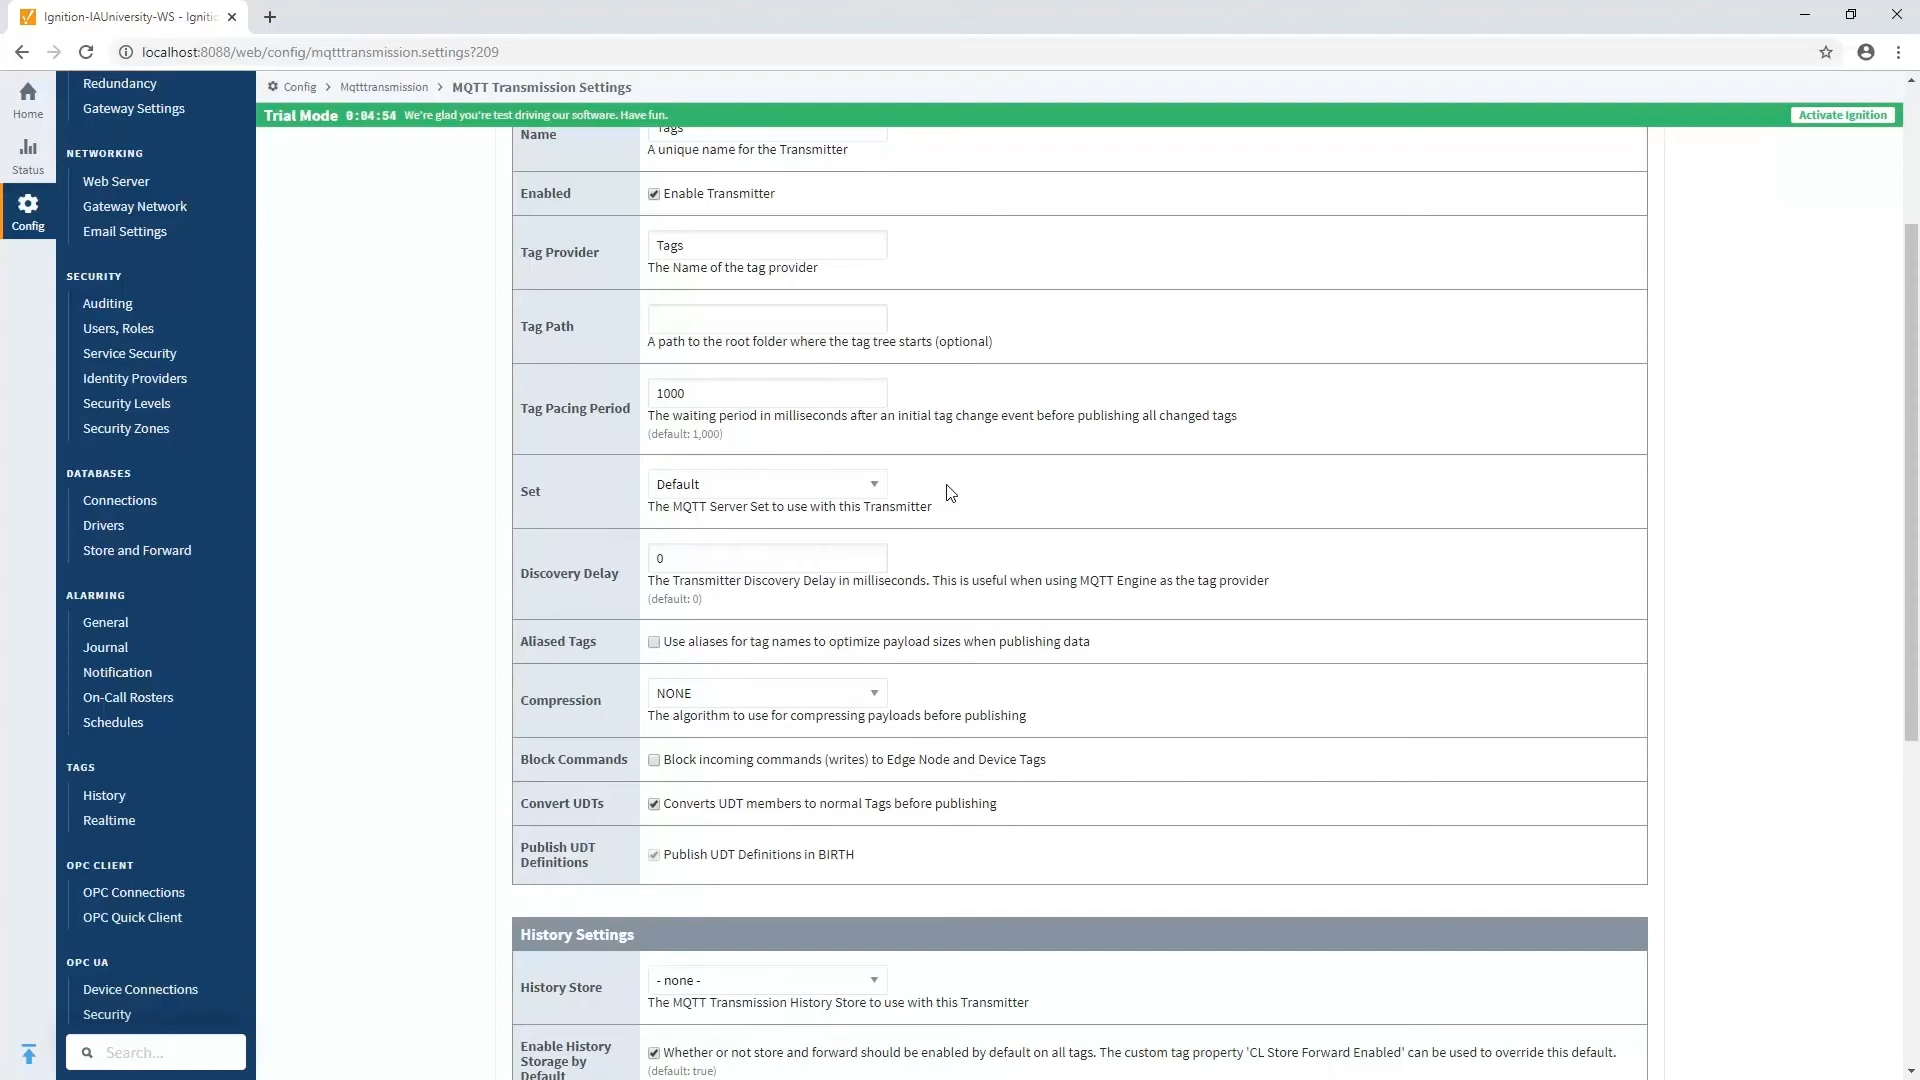 Ignition-IAUniversity-WS - Igniti
localhost:8088/web/config/mqtttransmission.settings?209
Home
Status
Config
Redundancy
Gateway Settings
NETWORKING
Web Server
Gateway Network
Email Settings
SECURITY
Auditing
Users, Roles
Service Security
Identity Providers
Security Levels
Security Zones
DATABASES
Connections
Drivers
Store and Forward
ALARMING
General
Journal
Notification
On-Call Rosters
Schedules
TAGS
History
Realtime
OPC CLIENT
OPC Connections
OPC Quick Client
OPC UA
Device Connections
Security
Search...
Config > Mqtttransmission > MQTT Transmission Settings
Trial Mode 0:04:54 We're glad you're test driving our software. Have fun.
Activate Ignition
Name
Tags
A unique name for the Transmitter
Enabled
Enable Transmitter
Tag Provider
Tags
The Name of the tag provider
Tag Path
A path to the root folder where the tag tree starts (optional)
Tag Pacing Period
1000
The waiting period in milliseconds after an initial tag change event before publishing all changed tags
(default: 1,000)
Set
Default
The MQTT Server Set to use with this Transmitter
Discovery Delay
0
The Transmitter Discovery Delay in milliseconds. This is useful when using MQTT Engine as the tag provider
(default: 0)
Aliased Tags
Use aliases for tag names to optimize payload sizes when publishing data
Compression
NONE
The algorithm to use for compressing payloads before publishing
Block Commands
Block incoming commands (writes) to Edge Node and Device Tags
Convert UDTs
Converts UDT members to normal Tags before publishing
Publish UDT
Definitions
Publish UDT Definitions in BIRTH
History Settings
History Store
- none -
The MQTT Transmission History Store to use with this Transmitter
Enable History
Storage by
Default
Whether or not store and forward should be enabled by default on all tags. The custom tag property 'CL Store Forward Enabled' can be used to override this default.
(default: true)